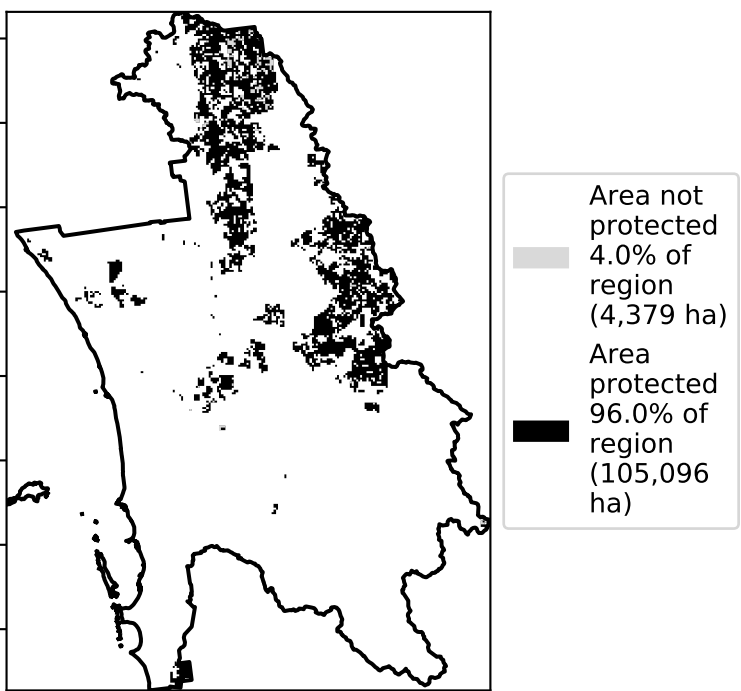 Area not
protected
4.0% of
region
(4,379 ha)
Area
protected
96.0% of
region
(105,096
ha)